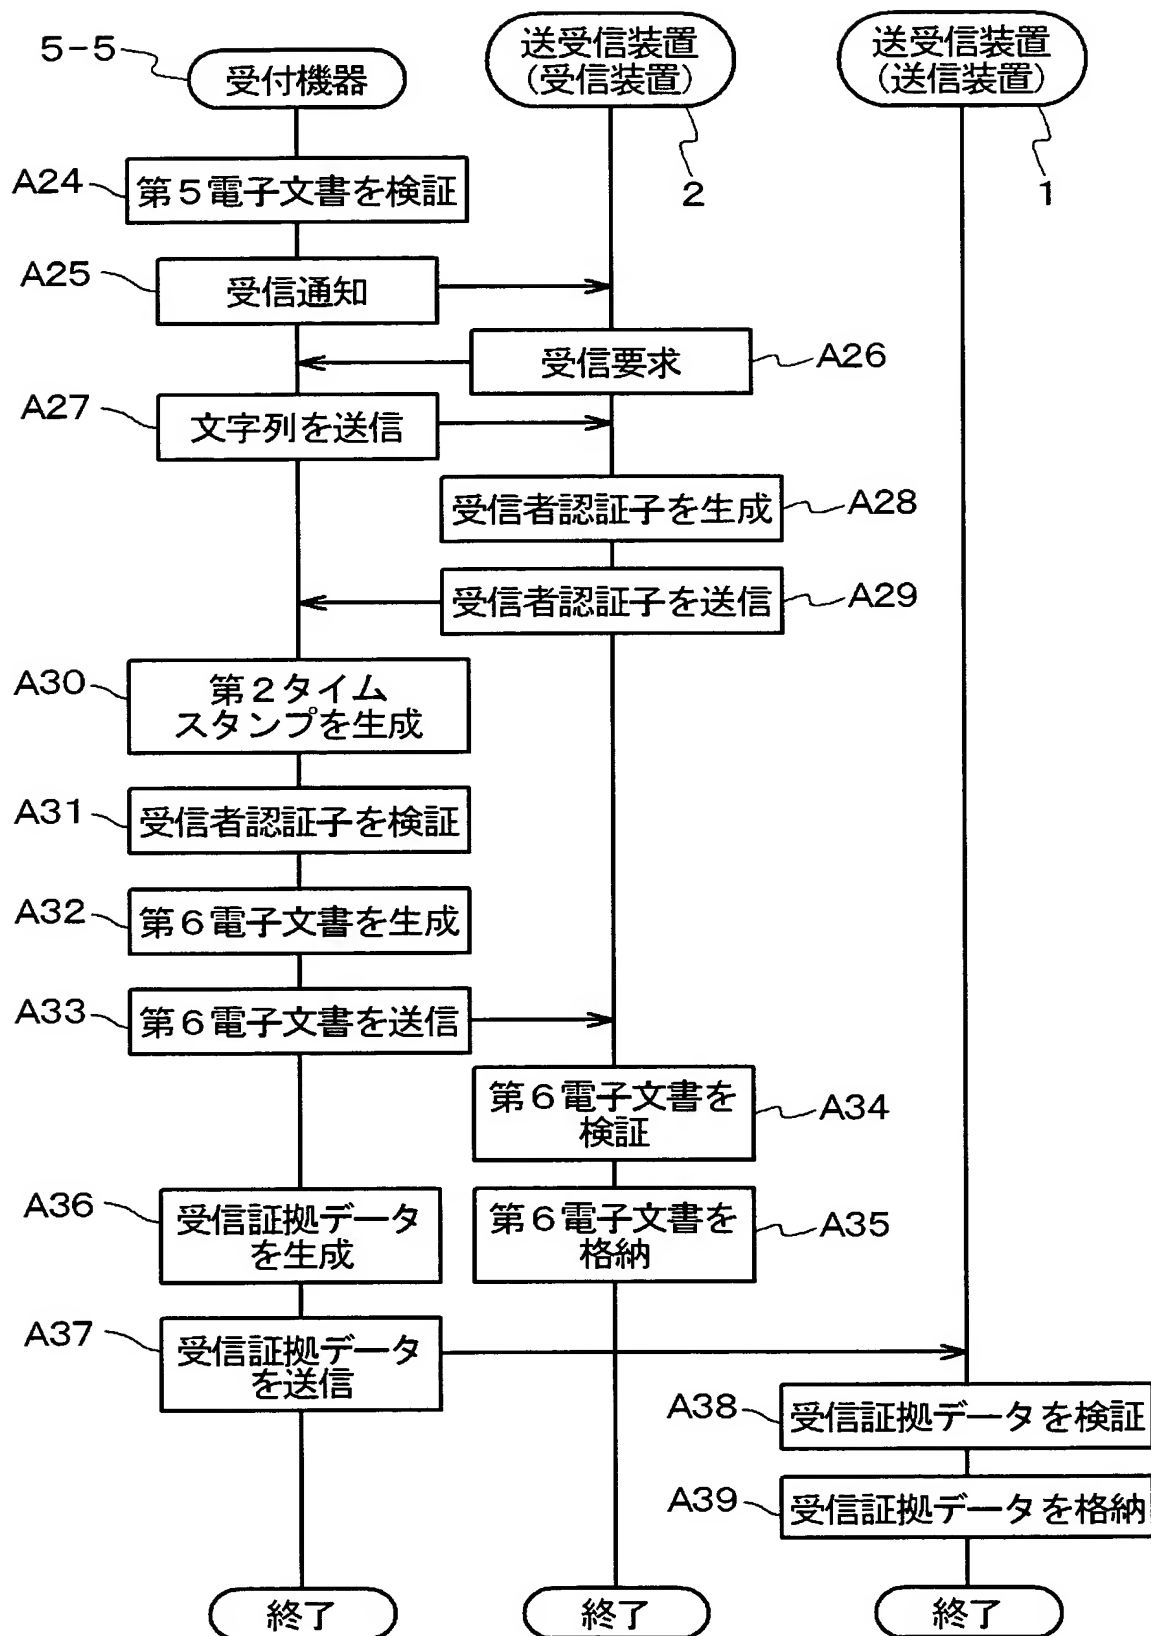 5-5
受付機器
送受信装置
(受信装置)
2
送受信装置
(送信装置)
1
A24
第5電子文書を検証
A25
受信通知
受信要求
A26
A27
文字列を送信
受信者認証子を生成
A28
受信者認証子を送信
A29
A30
第2タイム
スタンプを生成
A31
受信者認証子を検証
A32
第6電子文書を生成
A33
第6電子文書を送信
第6電子文書を
検証
A34
A36
受信証拠データ
を生成
第6電子文書を
格納
A35
A37
受信証拠データ
を送信
A38
受信証拠データを検証
A39
受信証拠データを格納
終了
終了
終了